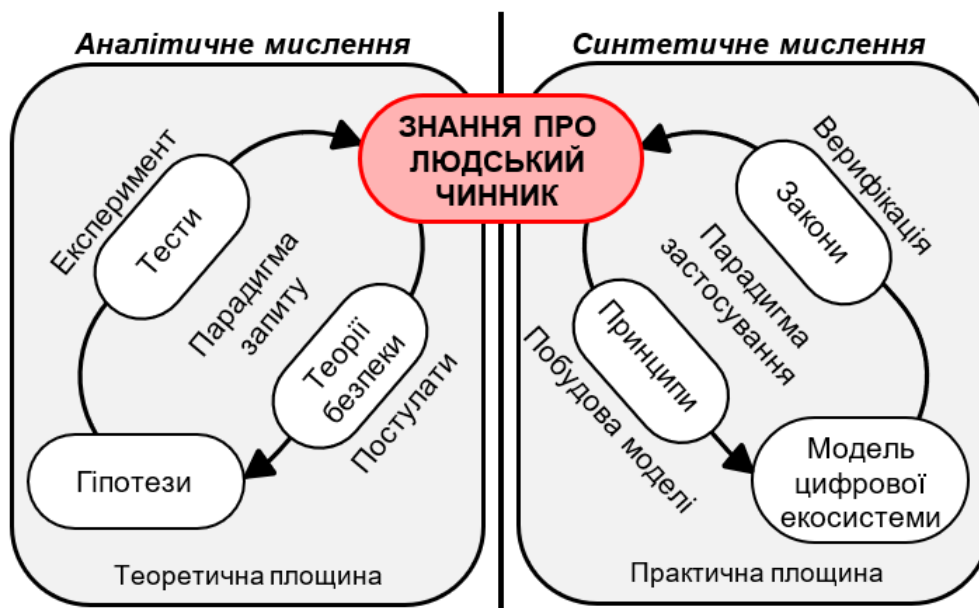 Аналітичне мислення
Синтетичне мислення
ЗНАННЯ ПРО
ЛЮДСЬКИЙ
ЧИННИК
Експеримент
Тести
Парадигма
запиту
Теорії
безпеки
Постулати
Гіпотези
Теоретична площина
Верифікація
Закони
Парадигма
застосування
Принципи
Побудова моделі
Модель
цифрової
екосистеми
Практична площина